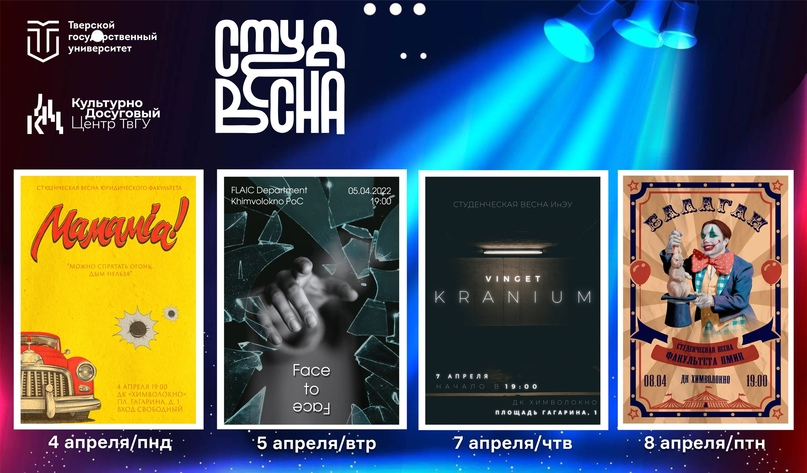 Тверской
государственный
университет
Культурно
Досуговый
Центр ТвГУ
СТУД
ВЕСНА
СТУДЕНЧЕСКАЯ ВЕСНА ЮРИДИЧЕСКОГО ФАКУЛЬТЕТА
Mamamia!
"МОЖНО СПРЯТАТЬ ОГОНЬ,
ДЫМ НЕЛЬЗЯ"
4 АПРЕЛЯ 19:00
ДК «ХИМВОЛОКНО»
ПЛ. ГАГАРИНА, Д. 1
ВХОД СВОБОДНЫЙ
4 апреля/пнд
FLAIC Department
Khimvolokno PoC
05.04.2022
19:00
Face
to
Face
5 апреля/втр
СТУДЕНЧЕСКАЯ ВЕСНА ИнЭУ
VINGET
KRANIUM
7 АПРЕЛЯ
НАЧАЛО В 19:00
ДК ХИМВОЛОКНО
ПЛОЩАДЬ ГАГАРИНА, 1
7 апреля/чтв
БАЛАГАН
СТУДЕНЧЕСКАЯ ВЕСНА
ФАКУЛЬТЕТА ПМИК
08.04
ДК ХИМВОЛОКНО
19.00
8 апреля/птн